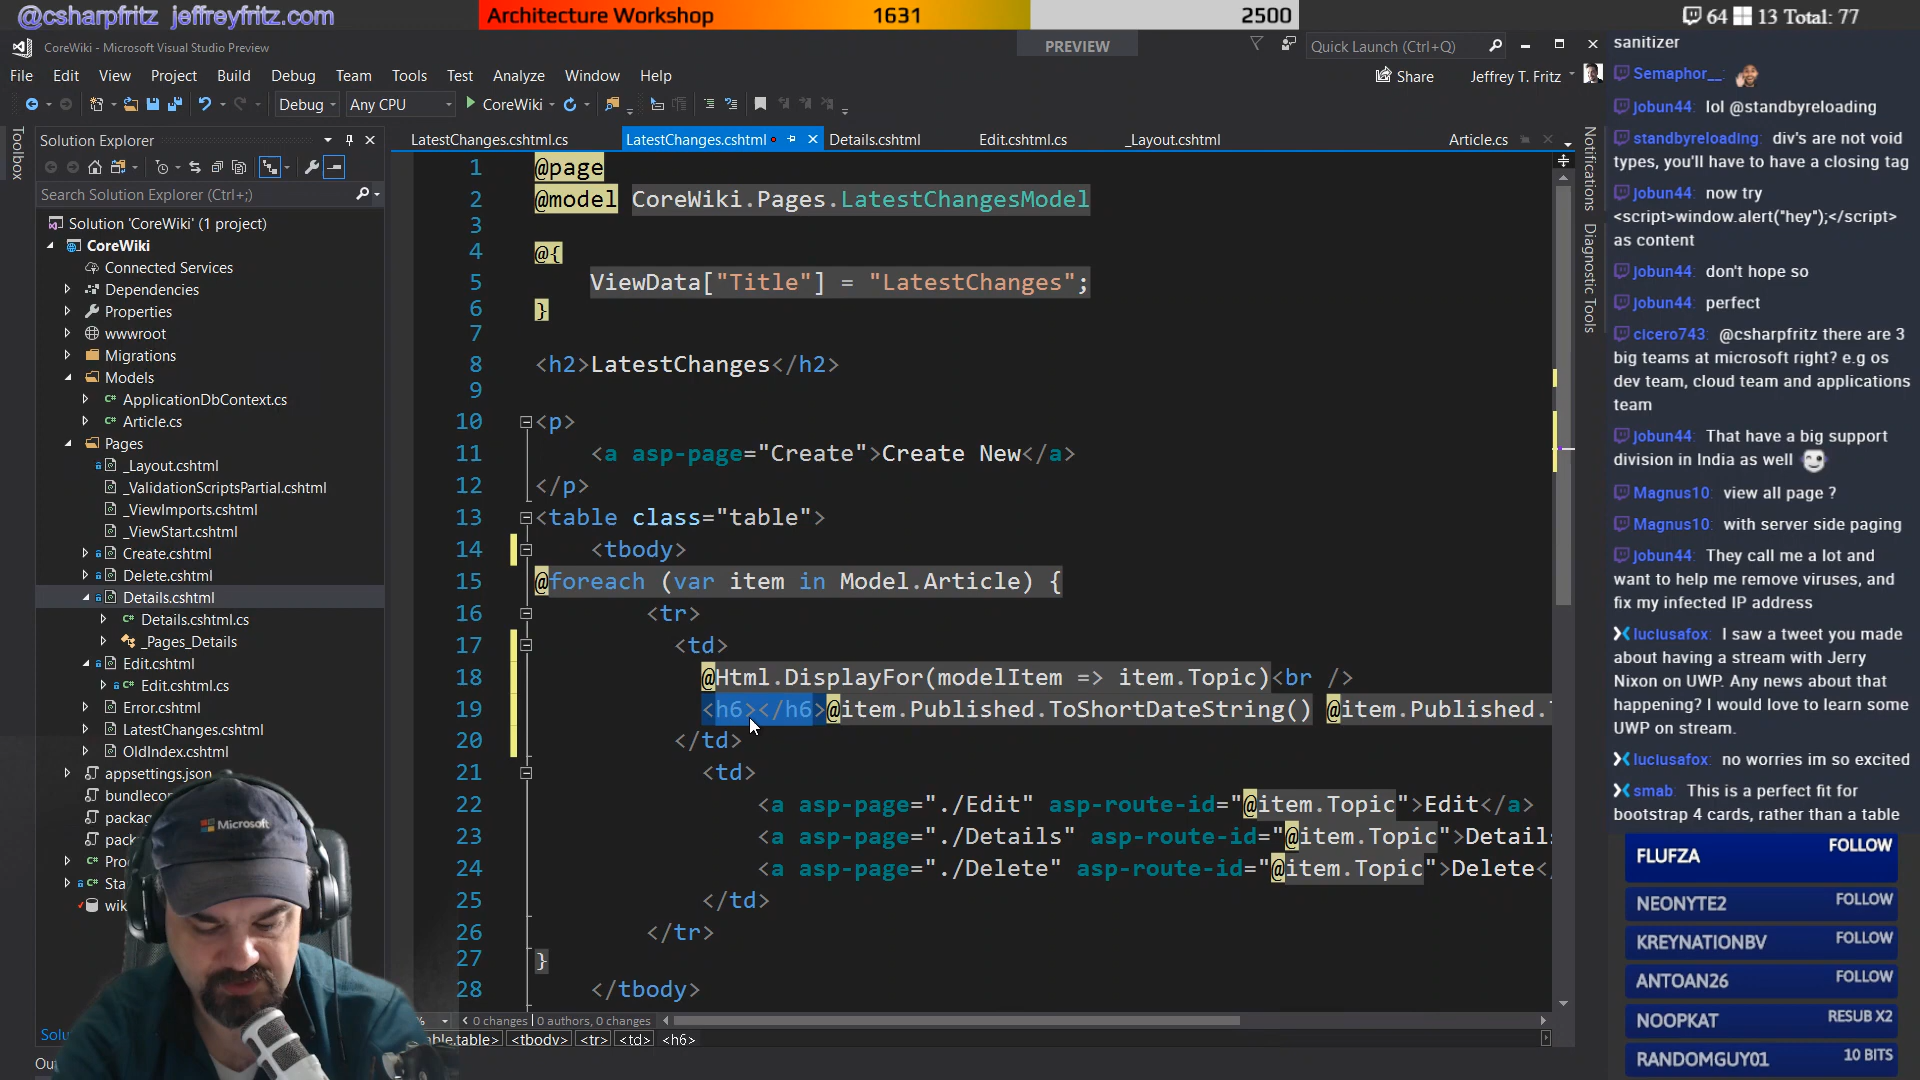 @csharpfritz jeffreyfritz.com
Architecture Workshop 1631 2500
64 13 Total: 77
CoreWiki - Microsoft Visual Studio Preview
PREVIEW
Quick Launch (Ctrl+Q)
File Edit View Project Build Debug Team Tools Test Analyze Window Help
Share Jeffrey T. Fritz
Debug Any CPU CoreWiki
Toolbox
Solution Explorer
Search Solution Explorer (Ctrl+;)
Solution 'CoreWiki' (1 project)
CoreWiki
Connected Services
Dependencies
Properties
wwwroot
Migrations
Models
ApplicationDbContext.cs
Article.cs
Pages
_Layout.cshtml
_ValidationScriptsPartial.cshtml
_ViewImports.cshtml
_ViewStart.cshtml
Create.cshtml
Delete.cshtml
Details.cshtml
Details.cshtml.cs
_Pages_Details
Edit.cshtml
Edit.cshtml.cs
Error.cshtml
LatestChanges.cshtml
OldIndex.cshtml
appsettings.json
bundlecon
packag
pack
Pro
Sta
wik
Solu
Ou
Microsoft
LatestChanges.cshtml.cs LatestChanges.cshtml Details.cshtml Edit.cshtml.cs _Layout.cshtml Article.cs
1 @page
2 @model CoreWiki.Pages.LatestChangesModel
3
4 @{
5 ViewData["Title"] = "LatestChanges";
6 }
7
8 <h2>LatestChanges</h2>
9
10 <p>
11 <a asp-page="Create">Create New</a>
12 </p>
13 <table class="table">
14 <tbody>
15 @foreach (var item in Model.Article) {
16 <tr>
17 <td>
18 @Html.DisplayFor(modelItem => item.Topic)<br />
19 <h6></h6>@item.Published.ToShortDateString() @item.Published.
20 </td>
21 <td>
22 <a asp-page="./Edit" asp-route-id="@item.Topic">Edit</a>
23 <a asp-page="./Details" asp-route-id="@item.Topic">Details
24 <a asp-page="./Delete" asp-route-id="@item.Topic">Delete</
25 </td>
26 </tr>
27 }
28 </tbody>
% 0 changes | 0 authors, 0 changes
able.table> <tbody> <tr> <td> <h6>
Notifications
Diagnostic Tools
sanitizer
Semaphor__:
jobun44: lol @standbyreloading
standbyreloading: div's are not void
types, you'll have to have a closing tag
jobun44: now try
<script>window.alert("hey");</script>
as content
jobun44: don't hope so
jobun44: perfect
cicero743: @csharpfritz there are 3
big teams at microsoft right? e.g os
dev team, cloud team and applications
team
jobun44: That have a big support
division in India as well
Magnus10: view all page ?
Magnus10: with server side paging
jobun44: They call me a lot and
want to help me remove viruses, and
fix my infected IP address
luciusafox: I saw a tweet you made
about having a stream with Jerry
Nixon on UWP. Any news about that
happening? I would love to learn some
UWP on stream.
luciusafox: no worries im so excited
smab: This is a perfect fit for
bootstrap 4 cards, rather than a table
FLUFZA FOLLOW
NEONYTE2 FOLLOW
KREYNATIONBV FOLLOW
ANTOAN26 FOLLOW
NOOPKAT RESUB X2
RANDOMGUY01 10 BITS